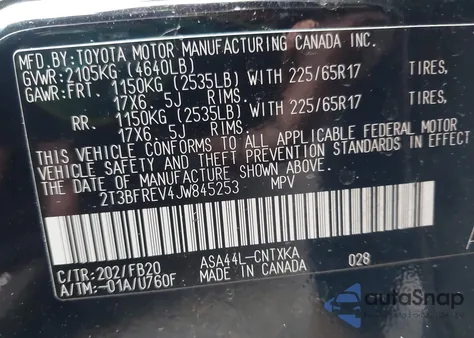 MFD.BY: TOYOTA MOTOR MANUFACTURING CANADA INC.
GVWR: 2105KG (4640LB)
GAWR: FRT. 1150KG (2535LB) WITH 225/65R17 TIRES,
17X6. 5J RIMS.
RR. 1150KG (2535LB) WITH 225/65R17 TIRES,
17X6. 5J RIMS.
THIS VEHICLE CONFORMS TO ALL APPLICABLE FEDERAL MOTOR
VEHICLE SAFETY AND THEFT PREVENTION STANDARDS IN EFFECT
ON THE DATE OF MANUFACTURE SHOWN ABOVE.
2T3BFREV4JW845253 MPV
C/TR: 202/FB20 ASA44L-CNTXKA 028
A/TM: -01A/U760F MADE IN CANADA
autoSnap